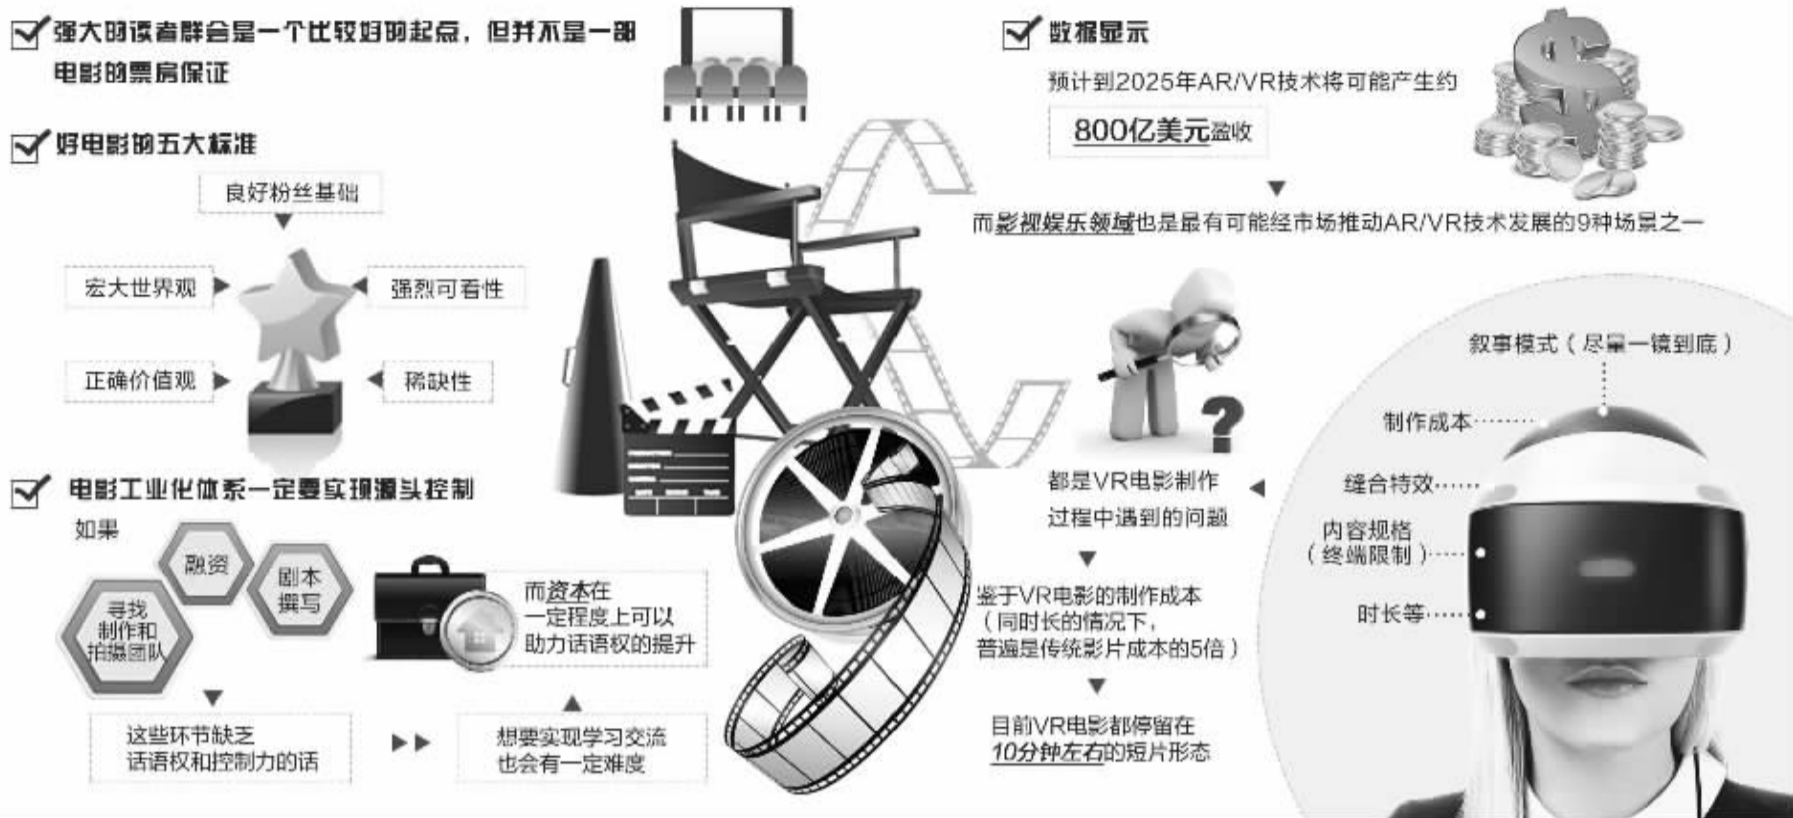 强大的读者群会是一个比较好的起点，但并不是一部
电影的票房保证
好电影的五大标准
良好粉丝基础
宏大世界观
强烈可看性
正确价值观
稀缺性
电影工业化体系一定要实现源头控制
如果
融资
剧本
撰写
寻找
制作和
拍摄团队
而资本在
一定程度上可以
助力话语权的提升
这些环节缺乏
话语权和控制力的话
想要实现学习交流
也会有一定难度
数据显示
预计到2025年AR/VR技术将可能产生约
800亿美元盈收
而影视娱乐领域也是最有可能经市场推动AR/VR技术发展的9种场景之一
叙事模式（尽量一镜到底）
制作成本
缝合特效
内容规格
（终端限制）
时长等
都是VR电影制作
过程中遇到的问题
鉴于VR电影的制作成本
（同时长的情况下，
普遍是传统影片成本的5倍）
目前VR电影都停留在
10分钟左右的短片形态